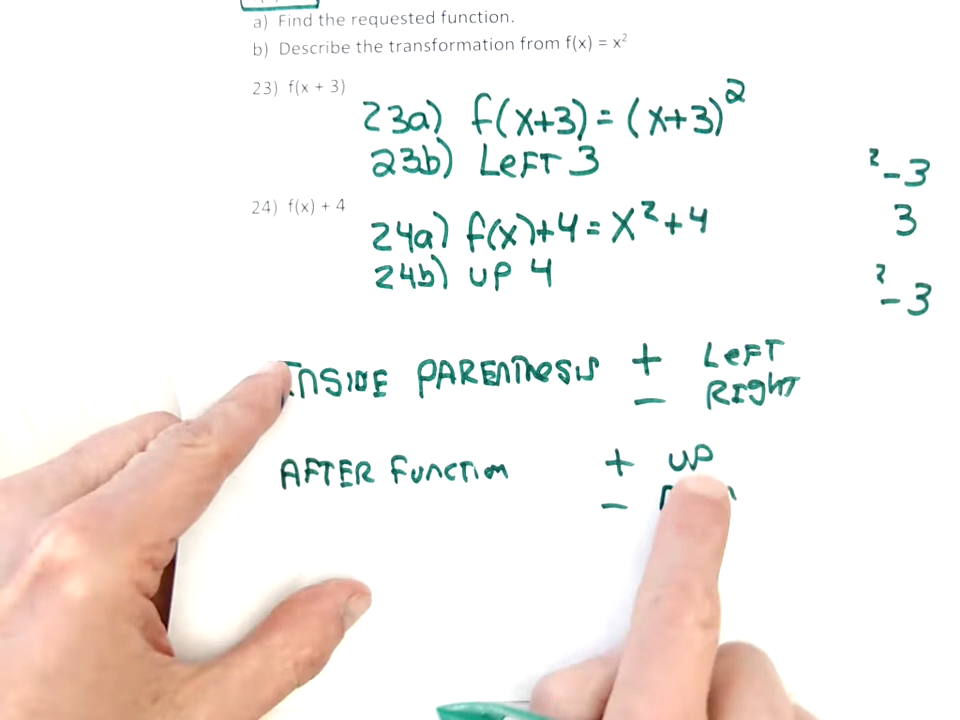 a) Find the requested function.
b) Describe the transformation from f(x) = x²
23) f(x + 3)
23a) f(x+3) = (x+3)²
23b) LEFT 3
24) f(x) + 4
24a) f(x)+4 = x²+4
24b) UP 4
² - 3
3
² - 3
INSIDE PARENTHESIS + LEFT
- RIGHT
AFTER Function + UP
-